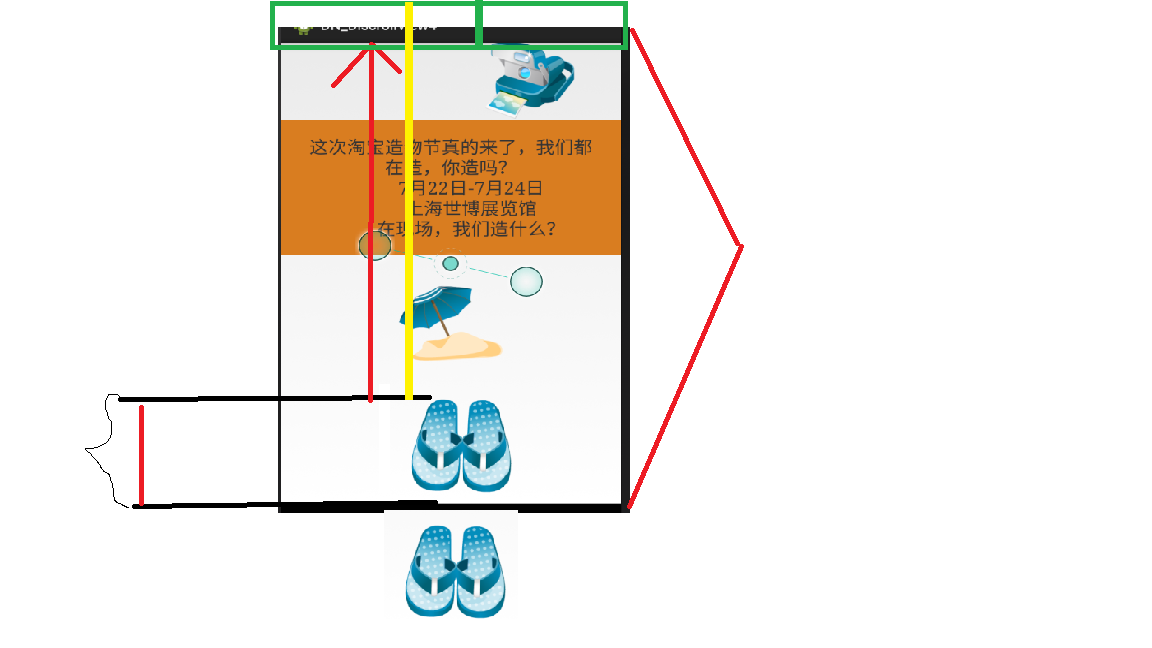 DN_DiscrollView4
这次淘宝造物节真的来了，我们都
在造，你造吗？
7月22日-7月24日
上海世博展览馆
在现场，我们造什么？